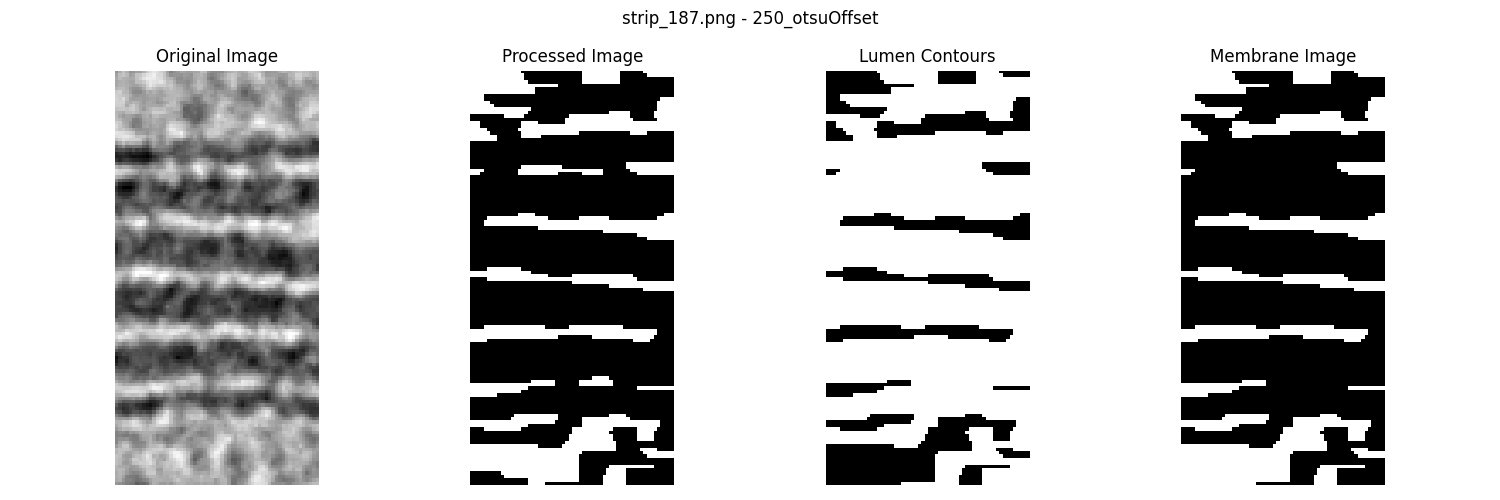 strip_187.png - 250_otsuOffset
Original Image
Processed Image
Lumen Contours
Membrane Image